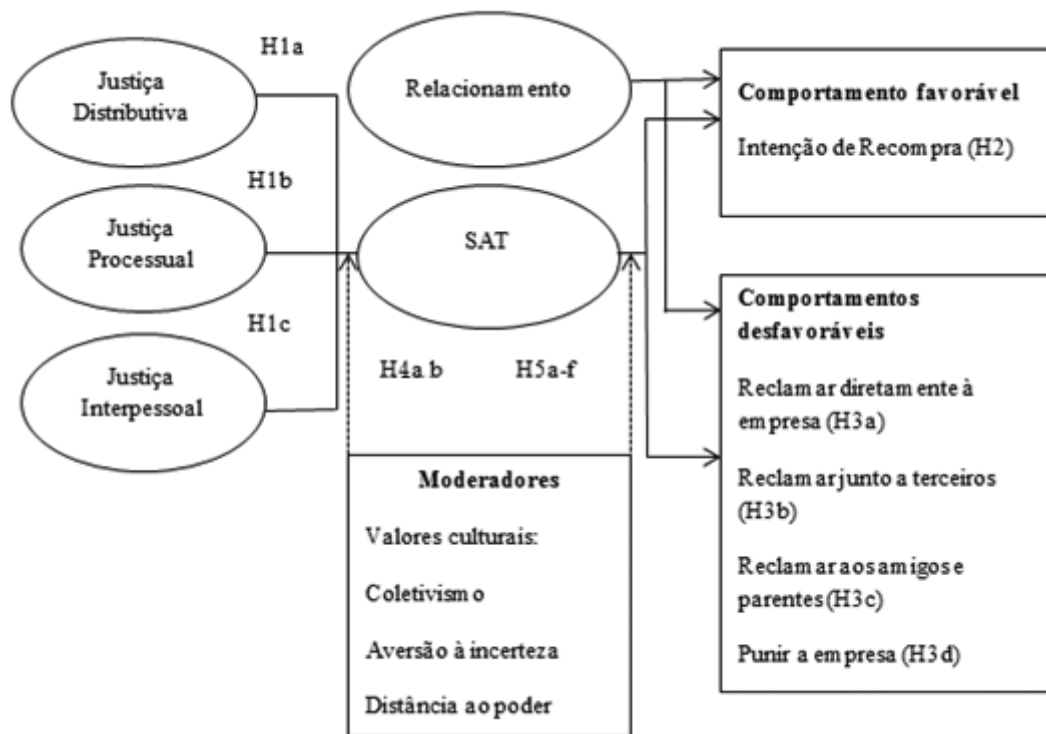 H1a
Justiça
Distributiva
H1b
Justiça
Processual
H1c
Justiça
Interpessoal
Relacionamento
SAT
H4a b
H5a-f
Moderadores
Valores culturais:
Coletivismo
Aversão à incerteza
Distância ao poder
Comportamento favorável
Intenção de Recompra (H2)
Comportamentos
desfavoráveis
Reclamar diretamente à
empresa (H3a)
Reclamar junto a terceiros
(H3b)
Reclamar aos amigos e
parentes (H3c)
Punir a empresa (H3d)